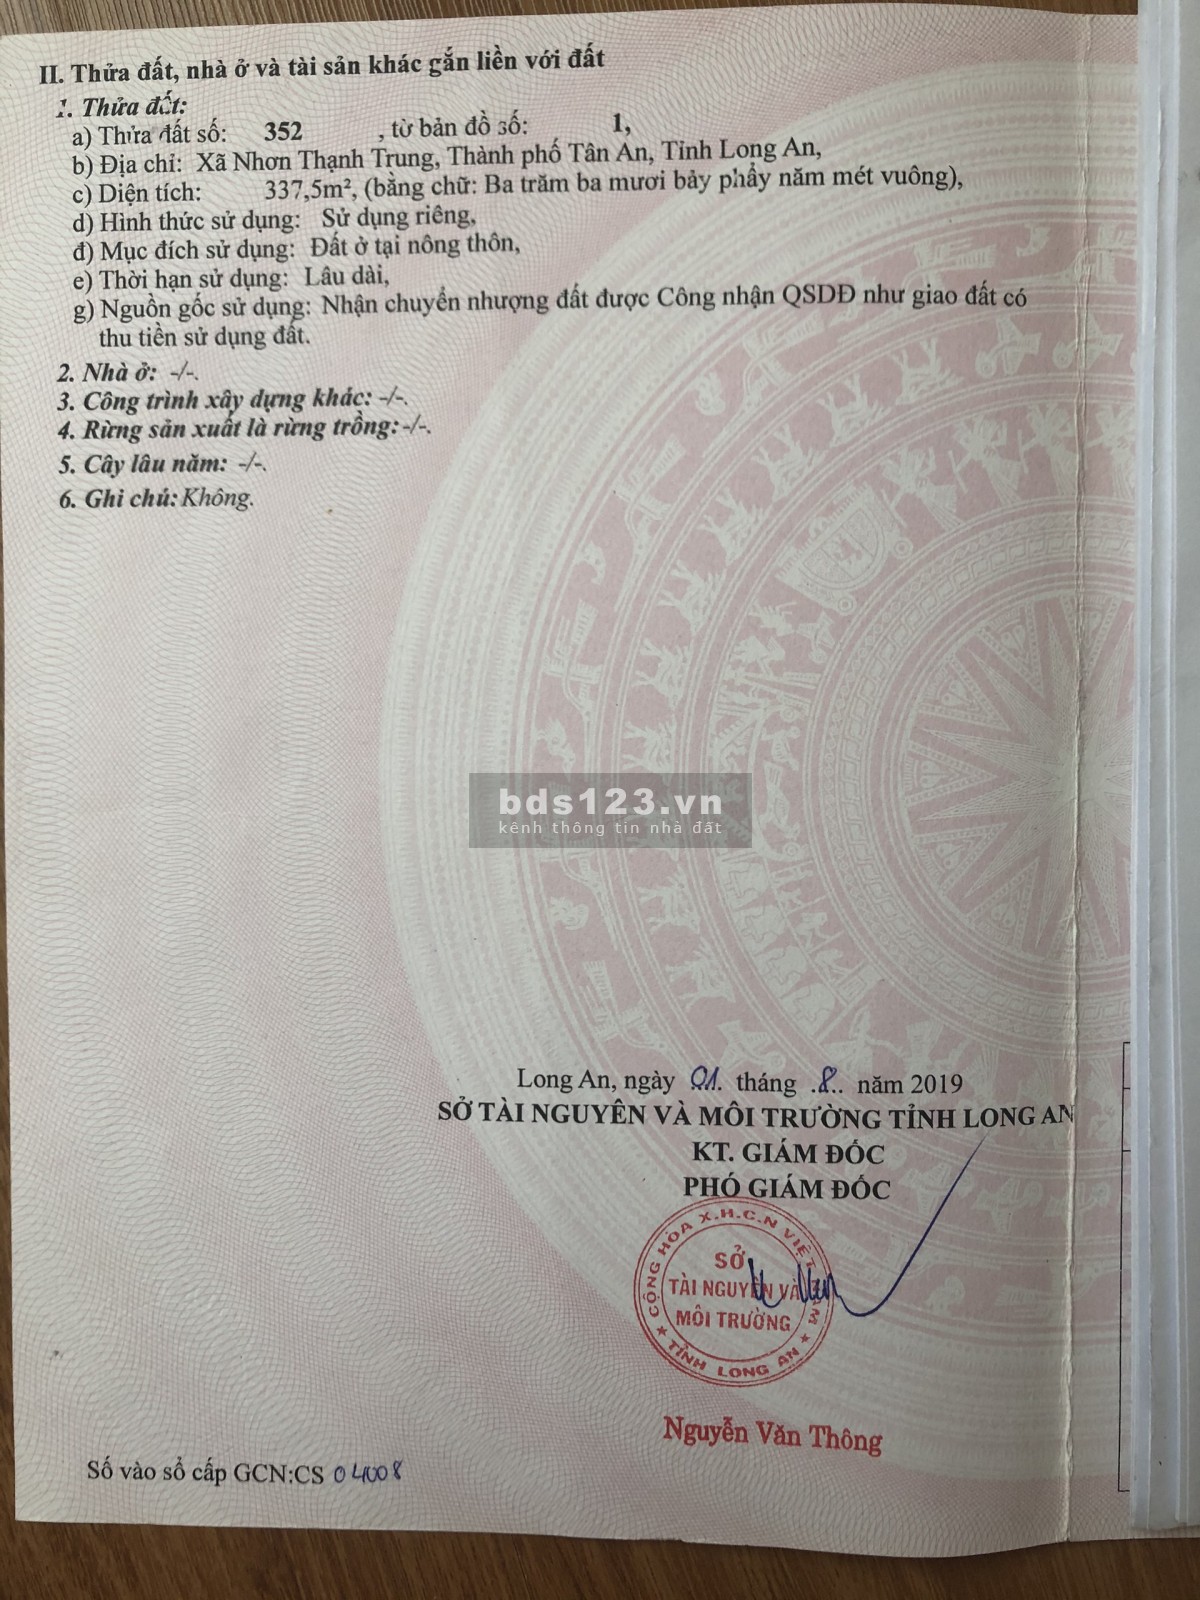 II. Thửa đất, nhà ở và tài sản khác gắn liền với đất
1. Thửa đất:
a) Thửa đất số: 352 , tờ bản đồ số: 1,
b) Địa chỉ: Xã Nhơn Thạnh Trung, Thành phố Tân An, Tỉnh Long An,
c) Diện tích: 337,5m², (bằng chữ: Ba trăm ba mươi bảy phẩy năm mét vuông),
d) Hình thức sử dụng: Sử dụng riêng,
đ) Mục đích sử dụng: Đất ở tại nông thôn,
e) Thời hạn sử dụng: Lâu dài,
g) Nguồn gốc sử dụng: Nhận chuyển nhượng đất được Công nhận QSDĐ như giao đất có
thu tiền sử dụng đất.
2. Nhà ở: -/-.
3. Công trình xây dựng khác: -/-.
4. Rừng sản xuất là rừng trồng: -/-.
5. Cây lâu năm: -/-.
6. Ghi chú: Không.
bds123.vn
kênh thông tin nhà đất
Long An, ngày 01. tháng .8.. năm 2019
SỞ TÀI NGUYÊN VÀ MÔI TRƯỜNG TỈNH LONG AN
KT. GIÁM ĐỐC
PHÓ GIÁM ĐỐC
CỘNG HÒA X.H.C.N VIỆT NAM
SỞ
TÀI NGUYÊN VÀ
MÔI TRƯỜNG
★ TỈNH LONG AN ★
Nguyễn Văn Thông
Số vào sổ cấp GCN:CS 04008